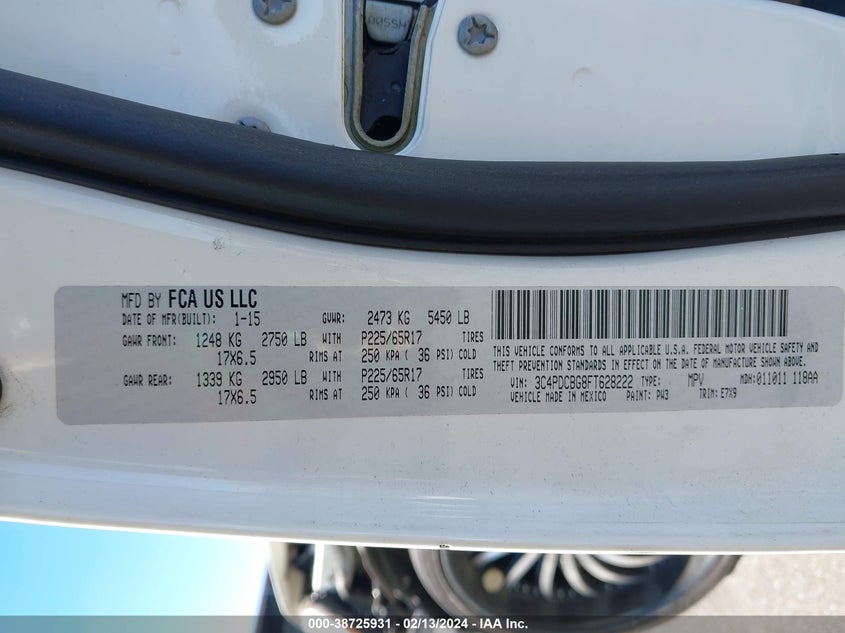 00SSH
MFD BY FCA US LLC
DATE OF MFR(BUILT): 1-15 GVWR: 2473 KG 5450 LB
GAWR FRONT: 1248 KG 2750 LB WITH P225/65R17 TIRES
17X6.5 RIMS AT 250 KPA ( 36 PSI) COLD
GAWR REAR: 1339 KG 2950 LB WITH P225/65R17 TIRES
17X6.5 RIMS AT 250 KPA ( 36 PSI) COLD
THIS VEHICLE CONFORMS TO ALL APPLICABLE U.S.A. FEDERAL MOTOR VEHICLE SAFETY AND
THEFT PREVENTION STANDARDS IN EFFECT ON THE DATE OF MANUFACTURE SHOWN ABOVE
VIN: 3C4PDCBG8FT628222 TYPE: MPV MDH:011011 118AA
VEHICLE MADE IN MEXICO PAINT: PW3 TRIM: E7X9
000-38725931 - 02/13/2024 - IAA Inc.